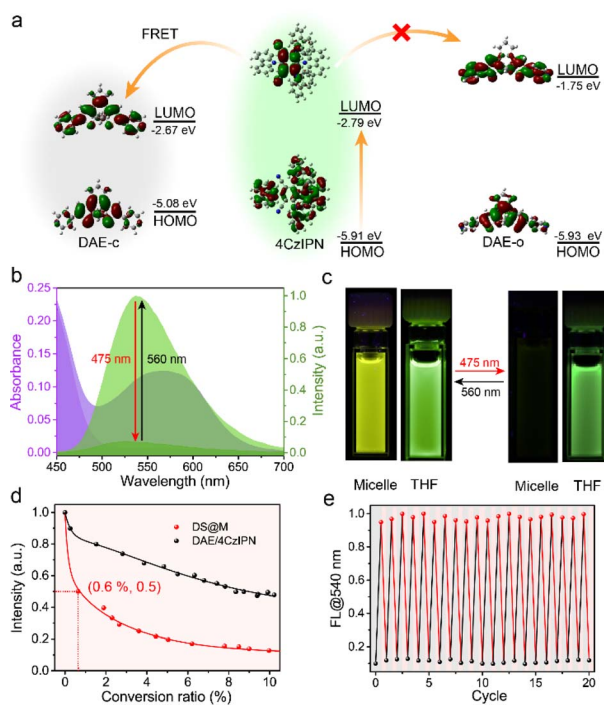 a
FRET
LUMO
-2.67 eV
-5.08 eV
HOMO
DAE-c
LUMO
-2.79 eV
-5.91 eV
HOMO
4CzIPN
LUMO
-1.75 eV
-5.93 eV
HOMO
DAE-o
b
0.25
0.20
0.15
0.10
0.05
0.00
Absorbance
475 nm
560 nm
1.0
0.8
0.6
0.4
0.2
0.0
Intensity (a.u.)
450 500 550 600 650 700
Wavelength (nm)
c
475 nm
560 nm
Micelle THF
Micelle THF
d
1.0
0.8
0.6
0.4
0.2
0.0
Intensity (a.u.)
DS@M
DAE/4CzIPN
(0.6 %, 0.5)
0 2 4 6 8 10
Conversion ratio (%)
e
1.0
0.8
0.6
0.4
0.2
FL@540 nm
0 5 10 15 20
Cycle